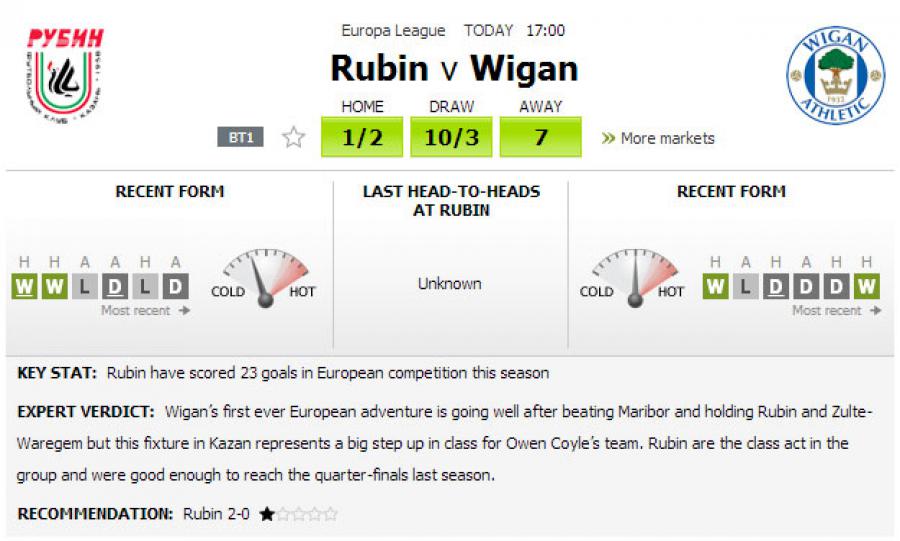 РУБИН
ФУТБОЛЬНЫЙ КЛУБ · КАЗАНЬ · 1958
Europa League TODAY 17:00
Rubin v Wigan
WIGAN
ATHLETIC
1932
HOME DRAW AWAY
BT1 1/2 10/3 7 » More markets
RECENT FORM
LAST HEAD-TO-HEADS
AT RUBIN
RECENT FORM
H H A A H A
W W L D L D
COLD HOT
Most recent →
Unknown
COLD HOT
H A H A H H
W L D D D W
Most recent →
KEY STAT: Rubin have scored 23 goals in European competition this season
EXPERT VERDICT: Wigan's first ever European adventure is going well after beating Maribor and holding Rubin and Zulte-
Waregem but this fixture in Kazan represents a big step up in class for Owen Coyle's team. Rubin are the class act in the
group and were good enough to reach the quarter-finals last season.
RECOMMENDATION: Rubin 2-0